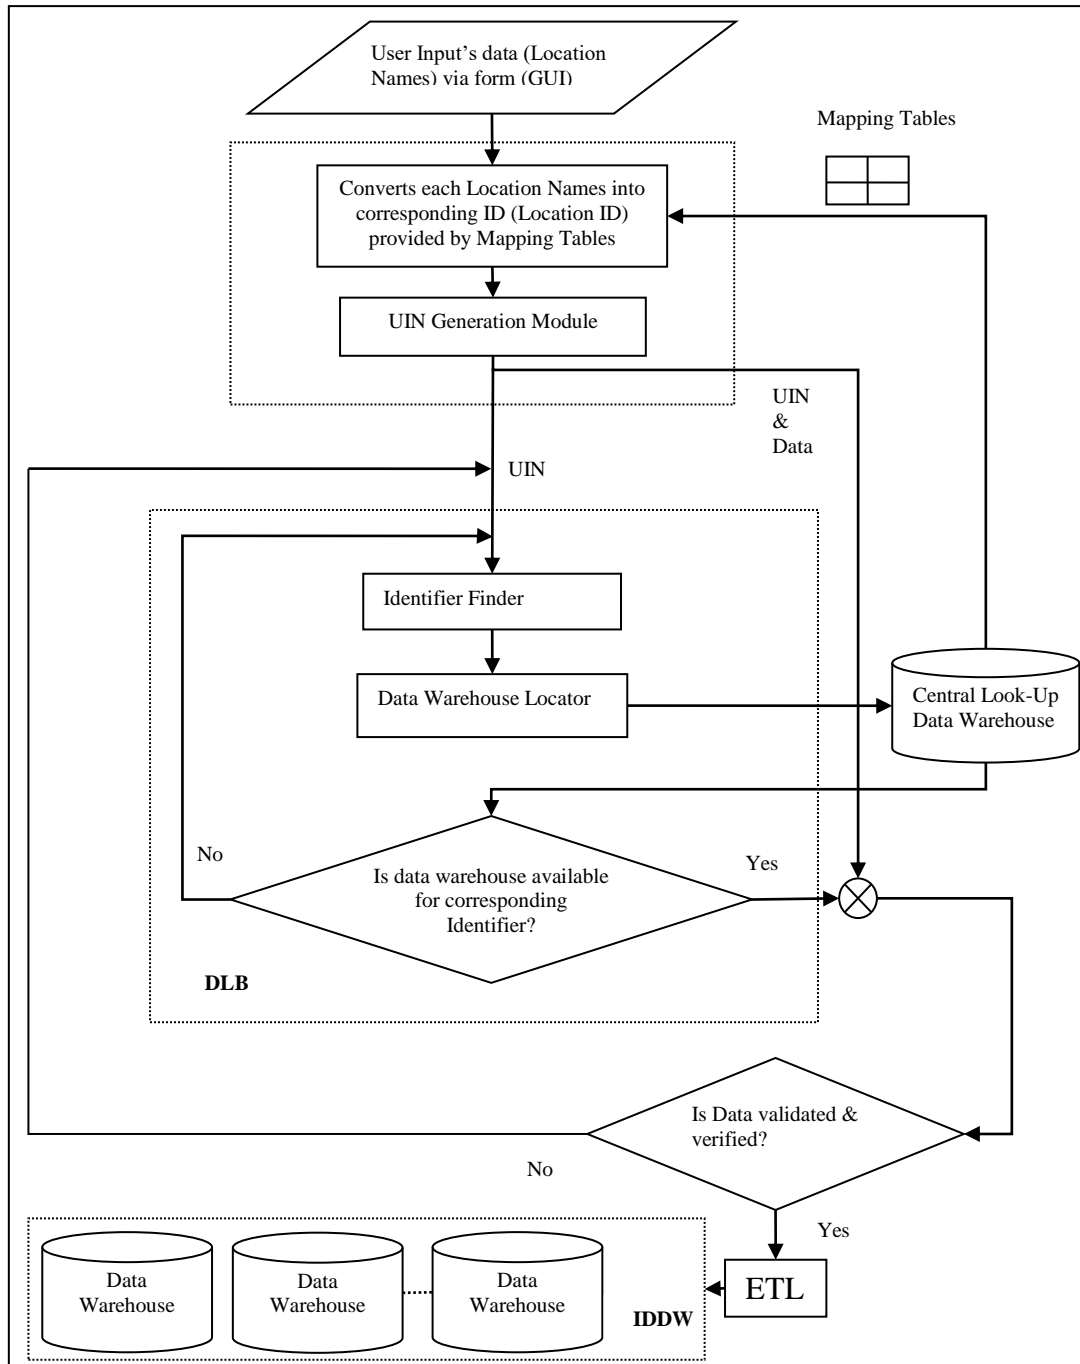 User Input's data (Location
Names) via form (GUI)
Mapping Tables
Converts each Location Names into
corresponding ID (Location ID)
provided by Mapping Tables
UIN Generation Module
UIN
&
Data
UIN
Identifier Finder
Data Warehouse Locator
Central Look-Up
Data Warehouse
No
Is data warehouse available
for corresponding
Identifier?
Yes
DLB
Is Data validated &
verified?
No
Yes
Data
Warehouse
Data
Warehouse
Data
Warehouse
IDDW
ETL